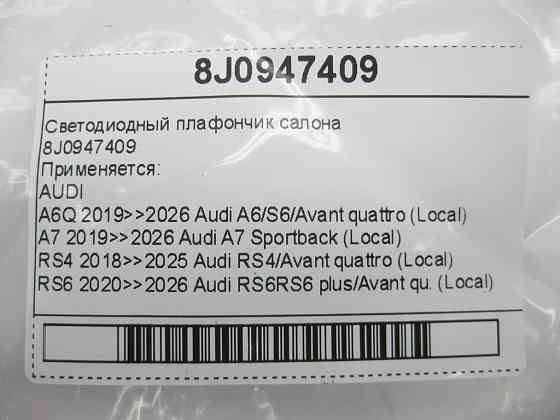 8J0947409
Светодиодный плафончик салона
8J0947409
Применяется:
AUDI
A6Q 2019>>2026 Audi A6/S6/Avant quattro (Local)
A7 2019>>2026 Audi A7 Sportback (Local)
RS4 2018>>2025 Audi RS4/Avant quattro (Local)
RS6 2020>>2026 Audi RS6RS6 plus/Avant qu. (Local)